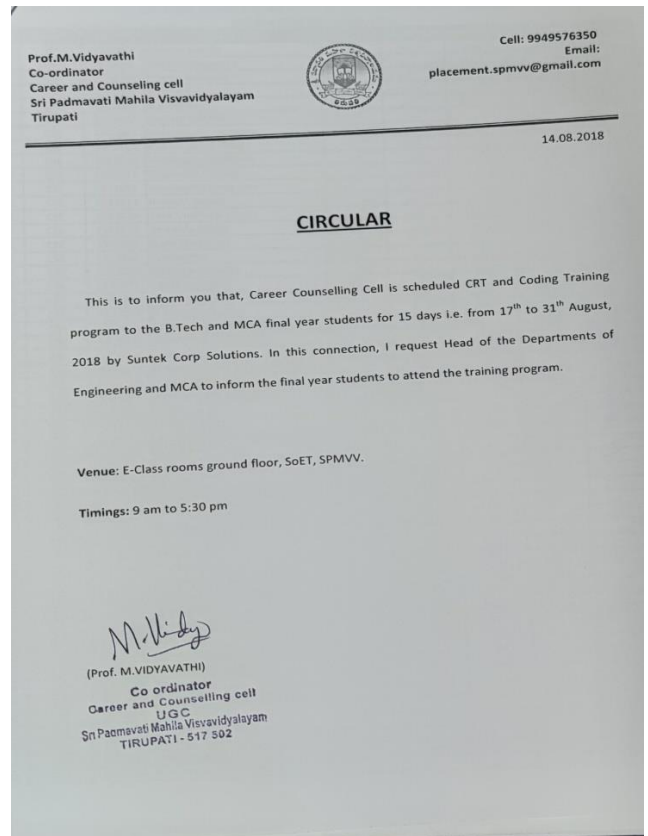 Prof.M.Vidyavathi
Co-ordinator
Career and Counseling cell
Sri Padmavati Mahila Visvavidyalayam
Tirupati
Cell: 9949576350
Email:
placement.spmvv@gmail.com
14.08.2018
CIRCULAR
This is to inform you that, Career Counselling Cell is scheduled CRT and Coding Training
program to the B.Tech and MCA final year students for 15 days i.e. from 17th to 31th August,
2018 by Suntek Corp Solutions. In this connection, I request Head of the Departments of
Engineering and MCA to inform the final year students to attend the training program.
Venue: E-Class rooms ground floor, SoET, SPMVV.
Timings: 9 am to 5:30 pm
M. Vidy
(Prof. M.VIDYAVATHI)
Co ordinator
Career and Counselling cell
UGC
Sri Padmavati Mahila Visvavidyalayam
TIRUPATI - 517 502